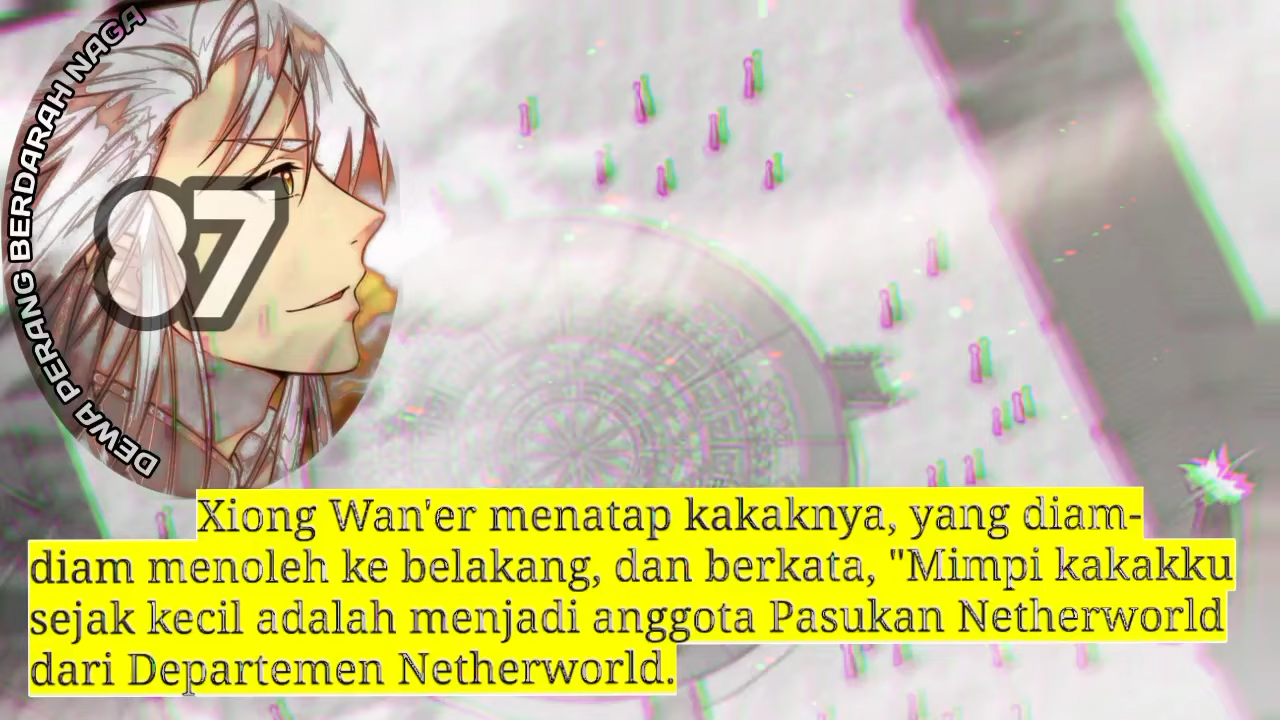 DEWA PERANG BERDARAH NAGA
87
Xiong Wan'er menatap kakaknya, yang diam-
diam menoleh ke belakang, dan berkata, "Mimpi kakakku
sejak kecil adalah menjadi anggota Pasukan Netherworld
dari Departemen Netherworld.